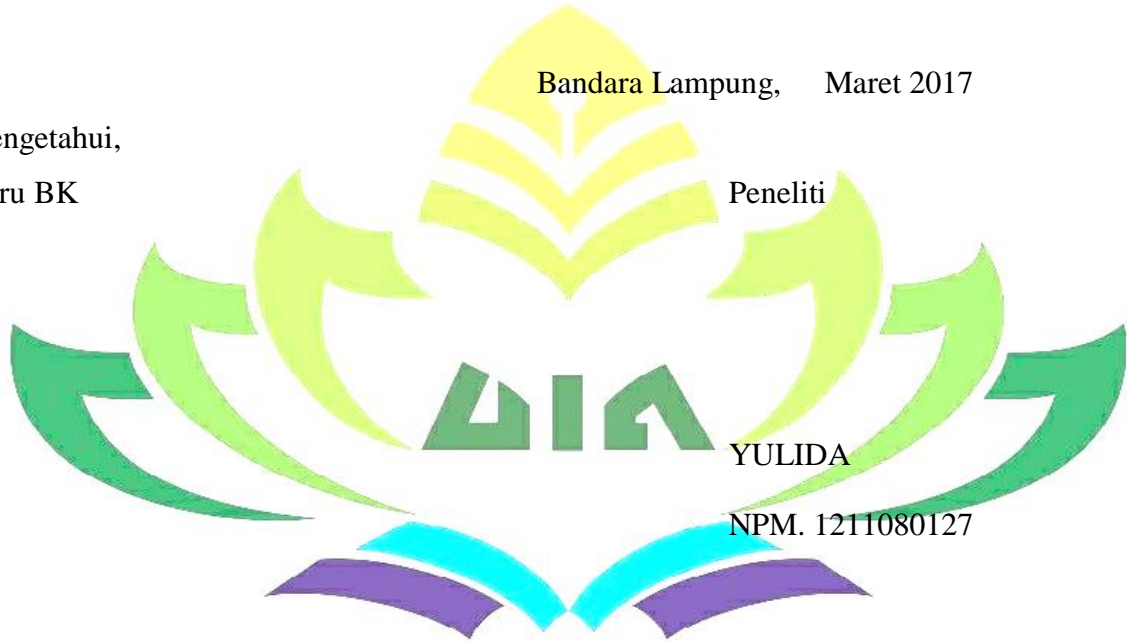 Bandara Lampung, Maret 2017
engetahui,
ru BK
Peneliti
YULIDA
NPM. 1211080127